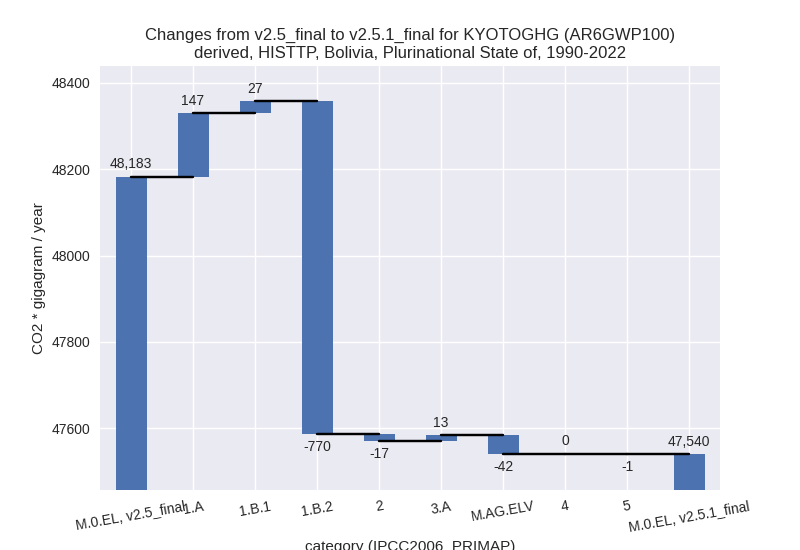 Changes from v2.5_final to v2.5.1_final for KYOTOGHG (AR6GWP100)
derived, HISTTP, Bolivia, Plurinational State of, 1990-2022
CO2 * gigagram / year
48400
48200
48000
47800
47600
48,183
147
27
-770
-17
13
-42
0
-1
47,540
M.0.EL, v2.5_final
1.A
1.B.1
1.B.2
2
3.A
M.AG.ELV
4
5
M.0.EL, v2.5.1_final
category (IPCC2006_PRIMAP)